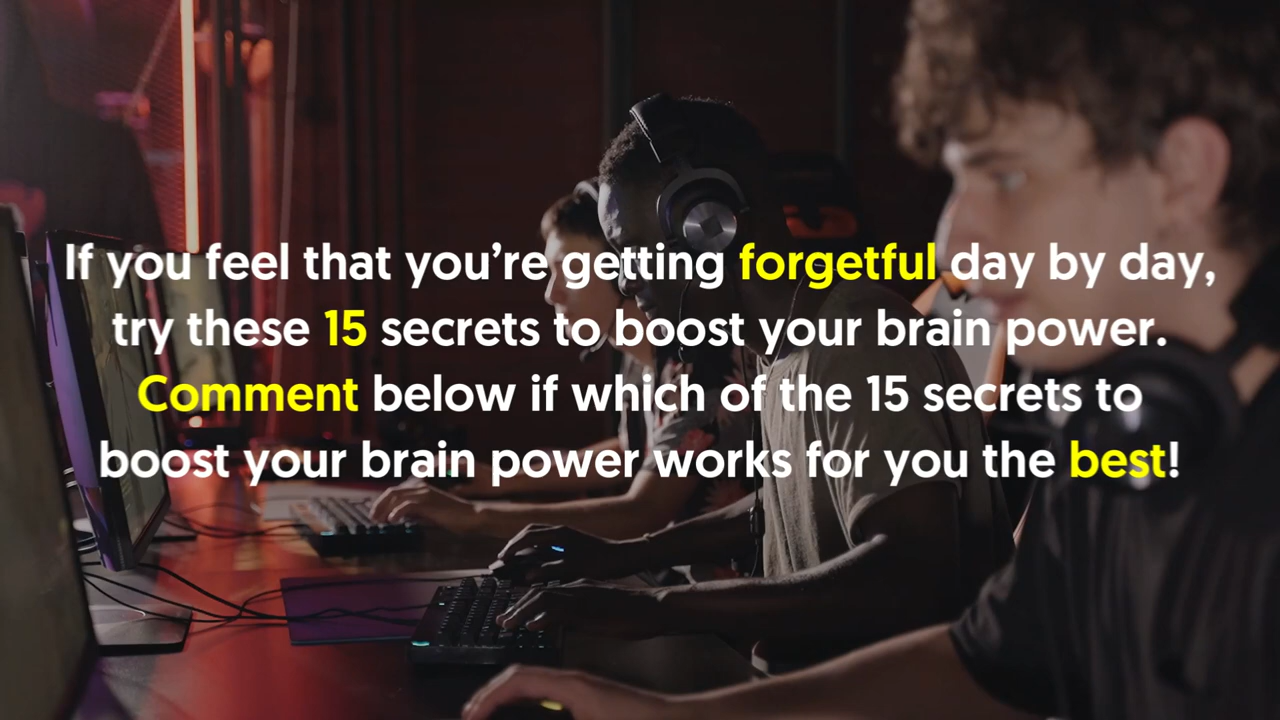 If you feel that you’re getting forgetful day by day,
try these 15 secrets to boost your brain power.
Comment below if which of the 15 secrets to
boost your brain power works for you the best!